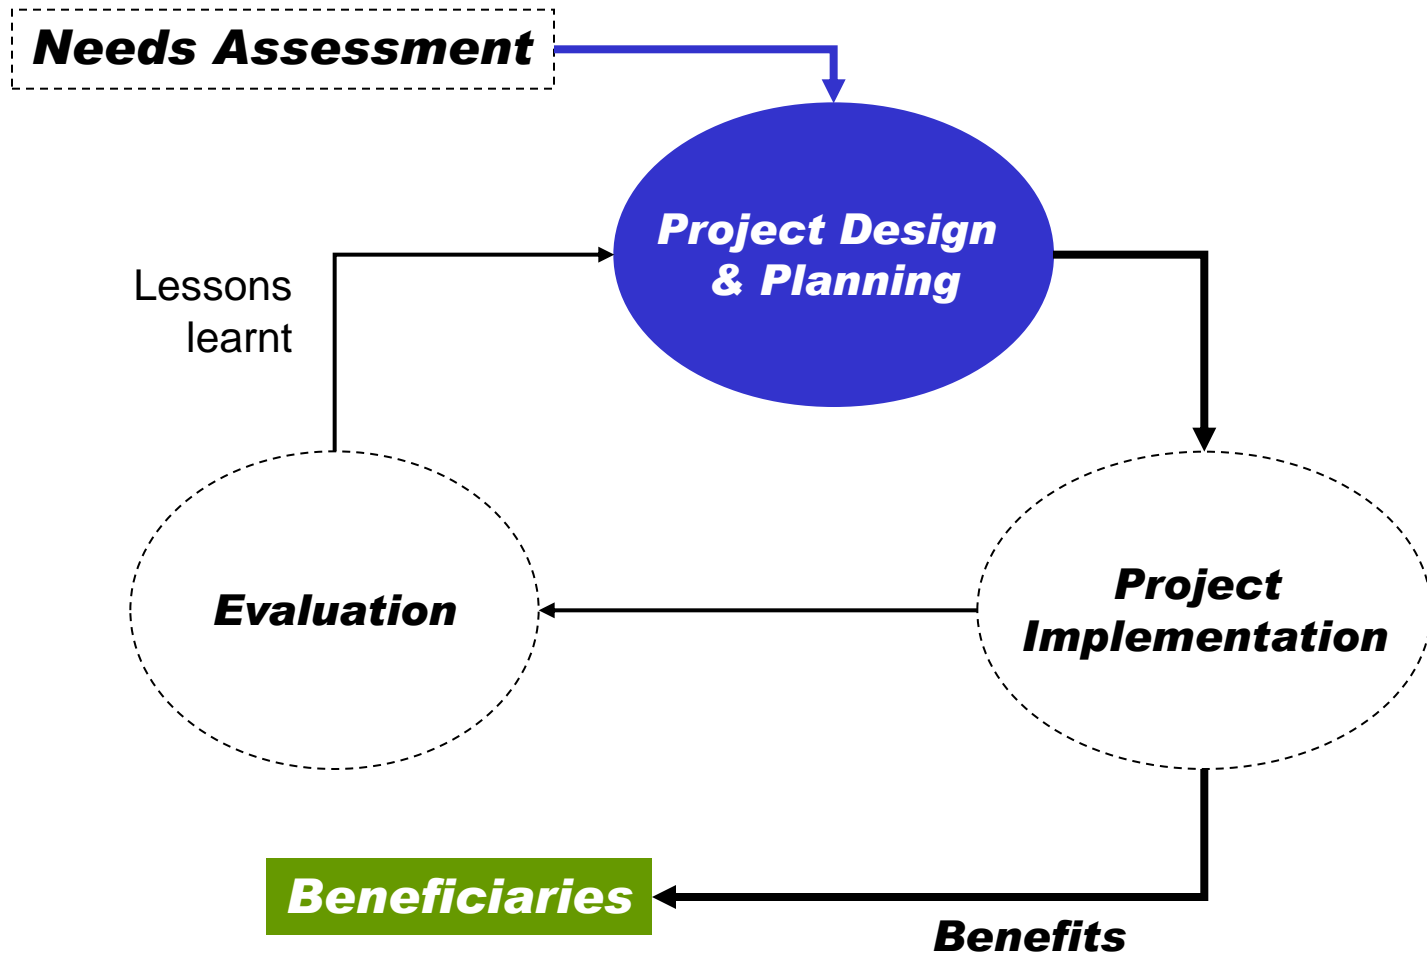 Needs Assessment
Project Design
& Planning
Lessons
learnt
Evaluation
Project
Implementation
Beneficiaries
Benefits